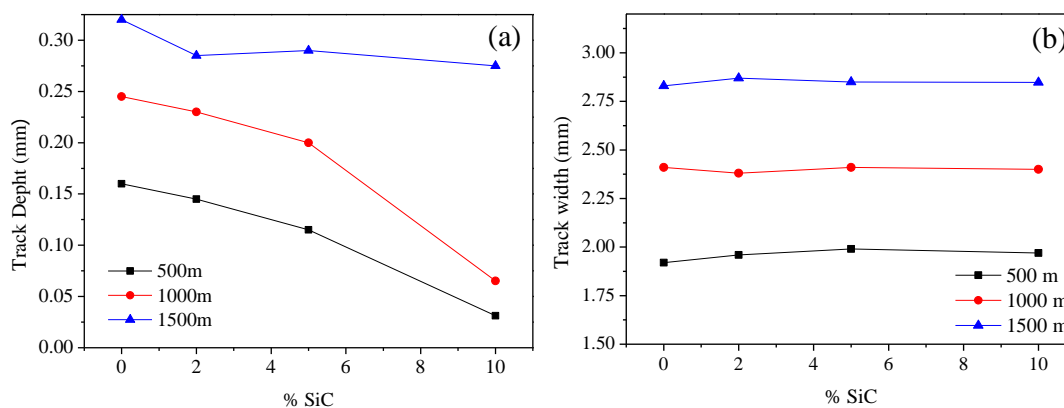 (a)
Track Depht (mm)
0.30
0.25
0.20
0.15
0.10
0.05
0.00
500m
1000m
1500m
0 2 4 6 8 10
% SiC
(b)
Track width (mm)
3.00
2.75
2.50
2.25
2.00
1.75
1.50
500 m
1000 m
1500 m
0 2 4 6 8 10
% SiC